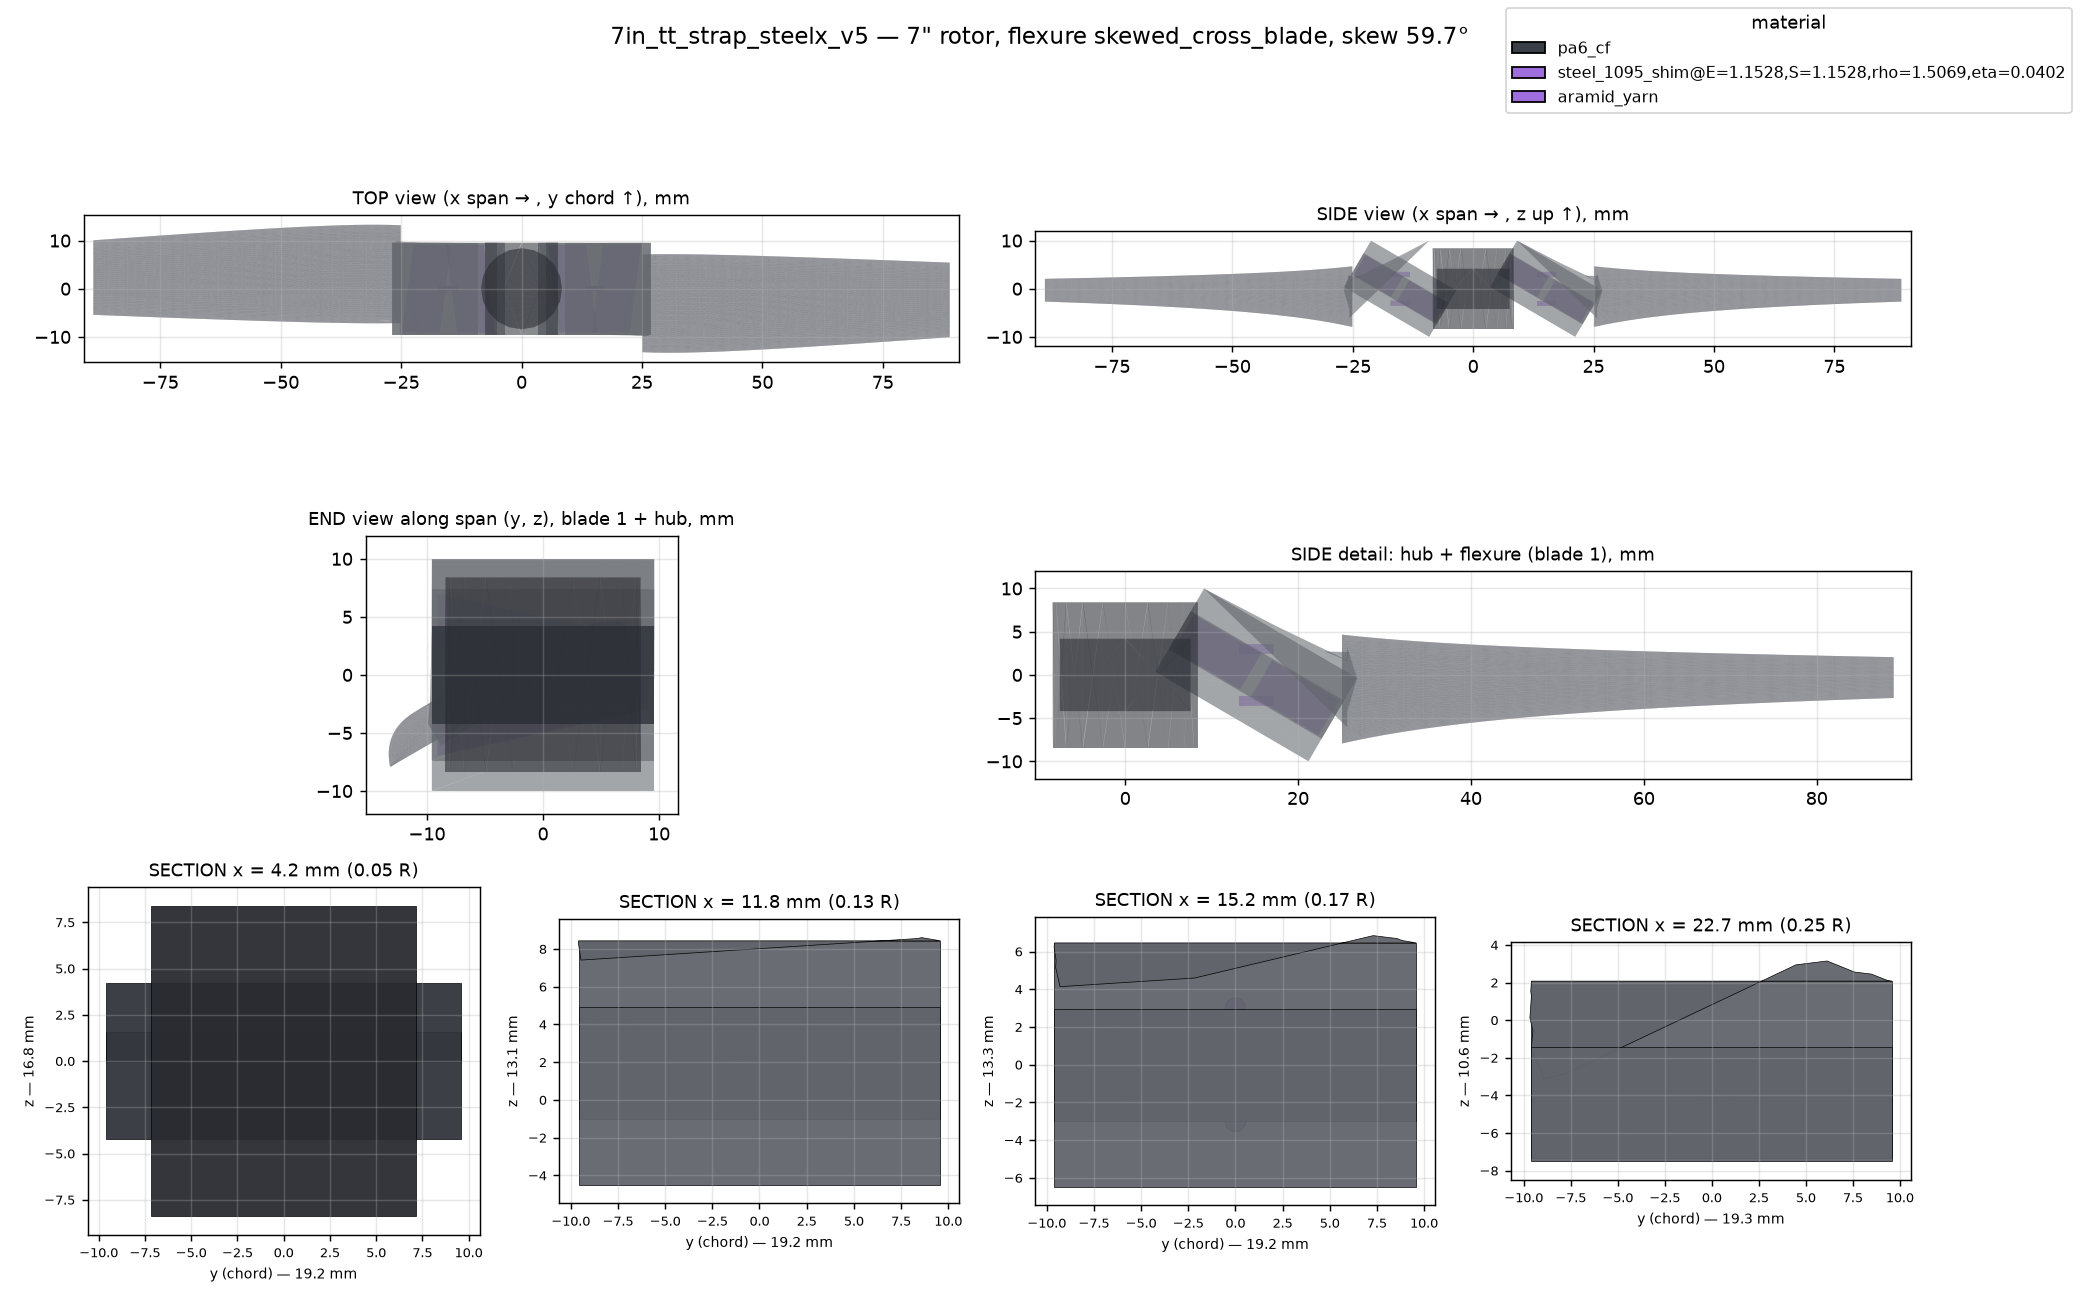 7in_tt_strap_steelx_v5 — 7" rotor, flexure skewed_cross_blade, skew 59.7°
material
pa6_cf
steel_1095_shim@E=1.1528,S=1.1528,rho=1.5069,eta=0.0402
aramid_yarn
TOP view (x span → , y chord ↑), mm
10
0
−10
−75 −50 −25 0 25 50 75
SIDE view (x span → , z up ↑), mm
10
0
−10
−75 −50 −25 0 25 50 75
END view along span (y, z), blade 1 + hub, mm
10
5
0
−5
−10
−10 0 10
SIDE detail: hub + flexure (blade 1), mm
10
5
0
−5
−10
0 20 40 60 80
SECTION x = 4.2 mm (0.05 R)
z — 16.8 mm
7.5
5.0
2.5
0.0
−2.5
−5.0
−7.5
−10.0 −7.5 −5.0 −2.5 0.0 2.5 5.0 7.5 10.0
y (chord) — 19.2 mm
SECTION x = 11.8 mm (0.13 R)
z — 13.1 mm
8
6
4
2
0
−2
−4
−10.0 −7.5 −5.0 −2.5 0.0 2.5 5.0 7.5 10.0
y (chord) — 19.2 mm
SECTION x = 15.2 mm (0.17 R)
z — 13.3 mm
6
4
2
0
−2
−4
−6
−10.0 −7.5 −5.0 −2.5 0.0 2.5 5.0 7.5 10.0
y (chord) — 19.2 mm
SECTION x = 22.7 mm (0.25 R)
z — 10.6 mm
4
2
0
−2
−4
−6
−8
−10.0 −7.5 −5.0 −2.5 0.0 2.5 5.0 7.5 10.0
y (chord) — 19.3 mm